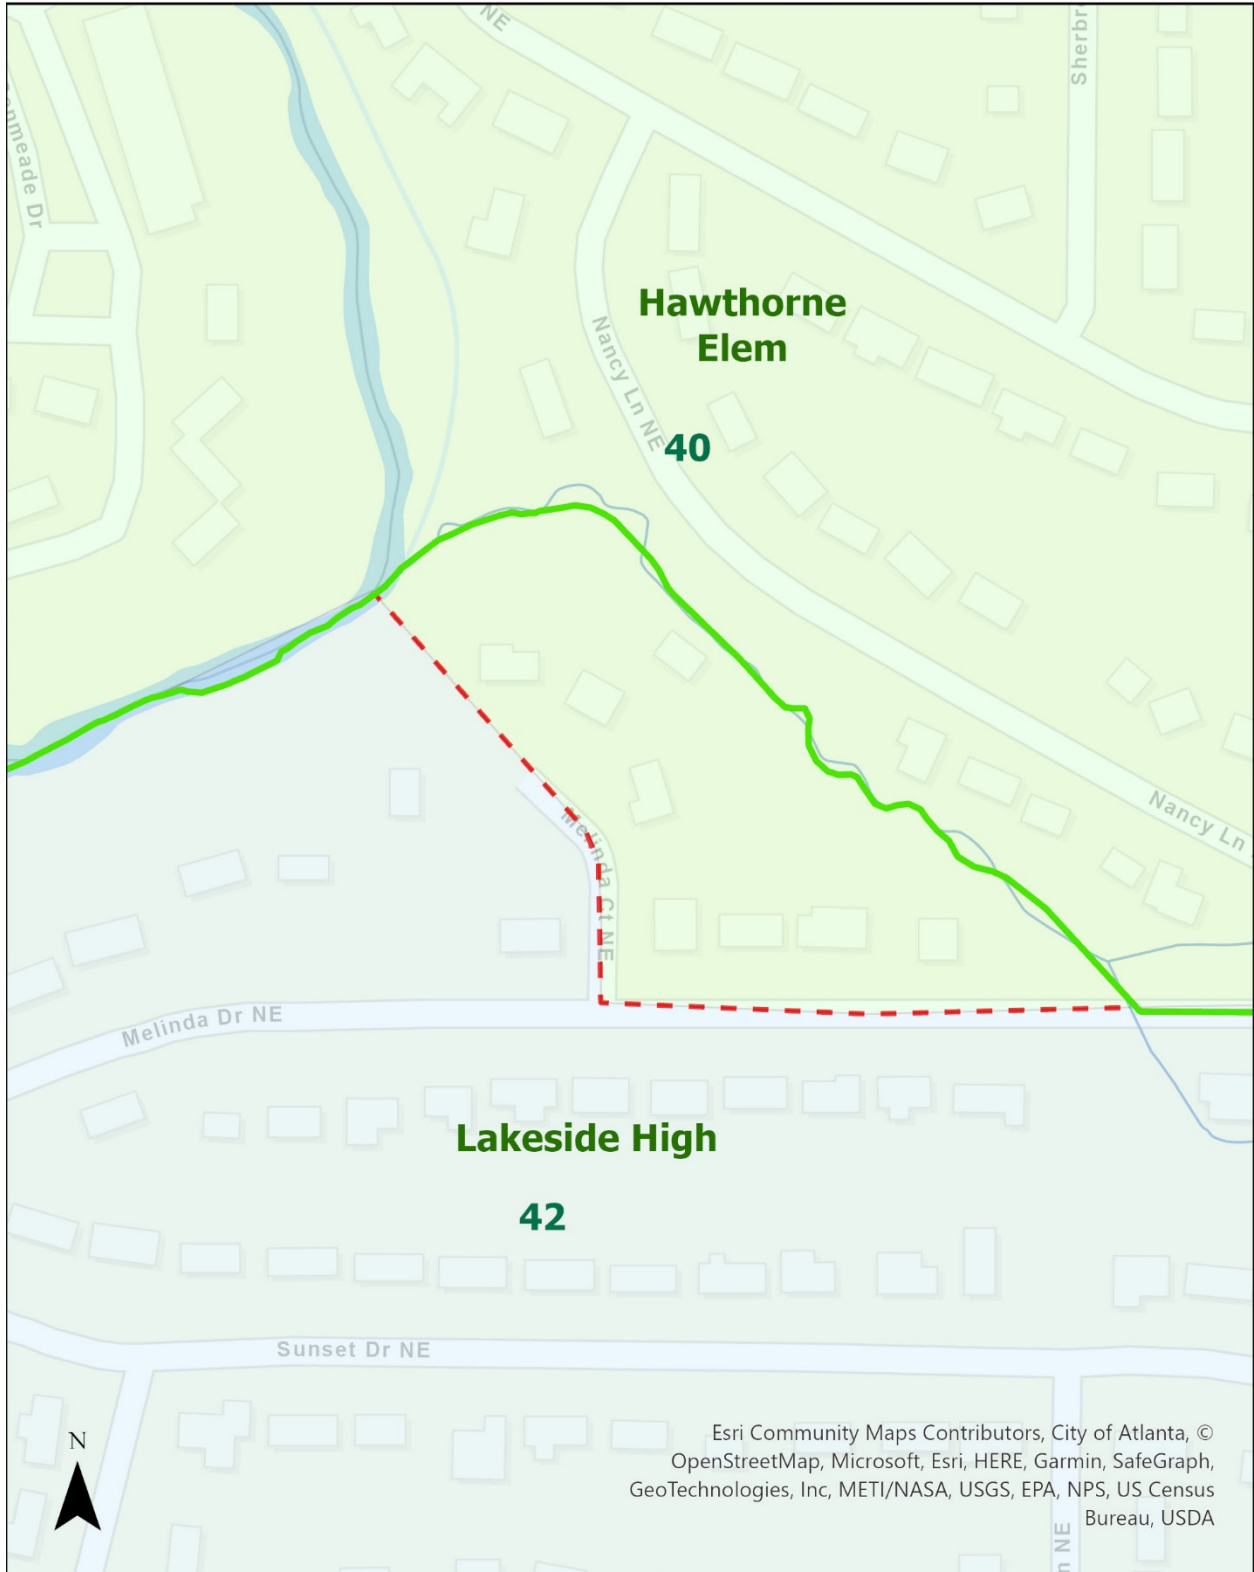 NE
Sherbr
onmeade Dr
Hawthorne
Elem
Nancy Ln NE
40
Nancy Ln
Melinda Ct NE
Melinda Dr NE
Lakeside High
42
Sunset Dr NE
N
Esri Community Maps Contributors, City of Atlanta, ©
OpenStreetMap, Microsoft, Esri, HERE, Garmin, SafeGraph,
GeoTechnologies, Inc, METI/NASA, USGS, EPA, NPS, US Census
Bureau, USDA
n NE